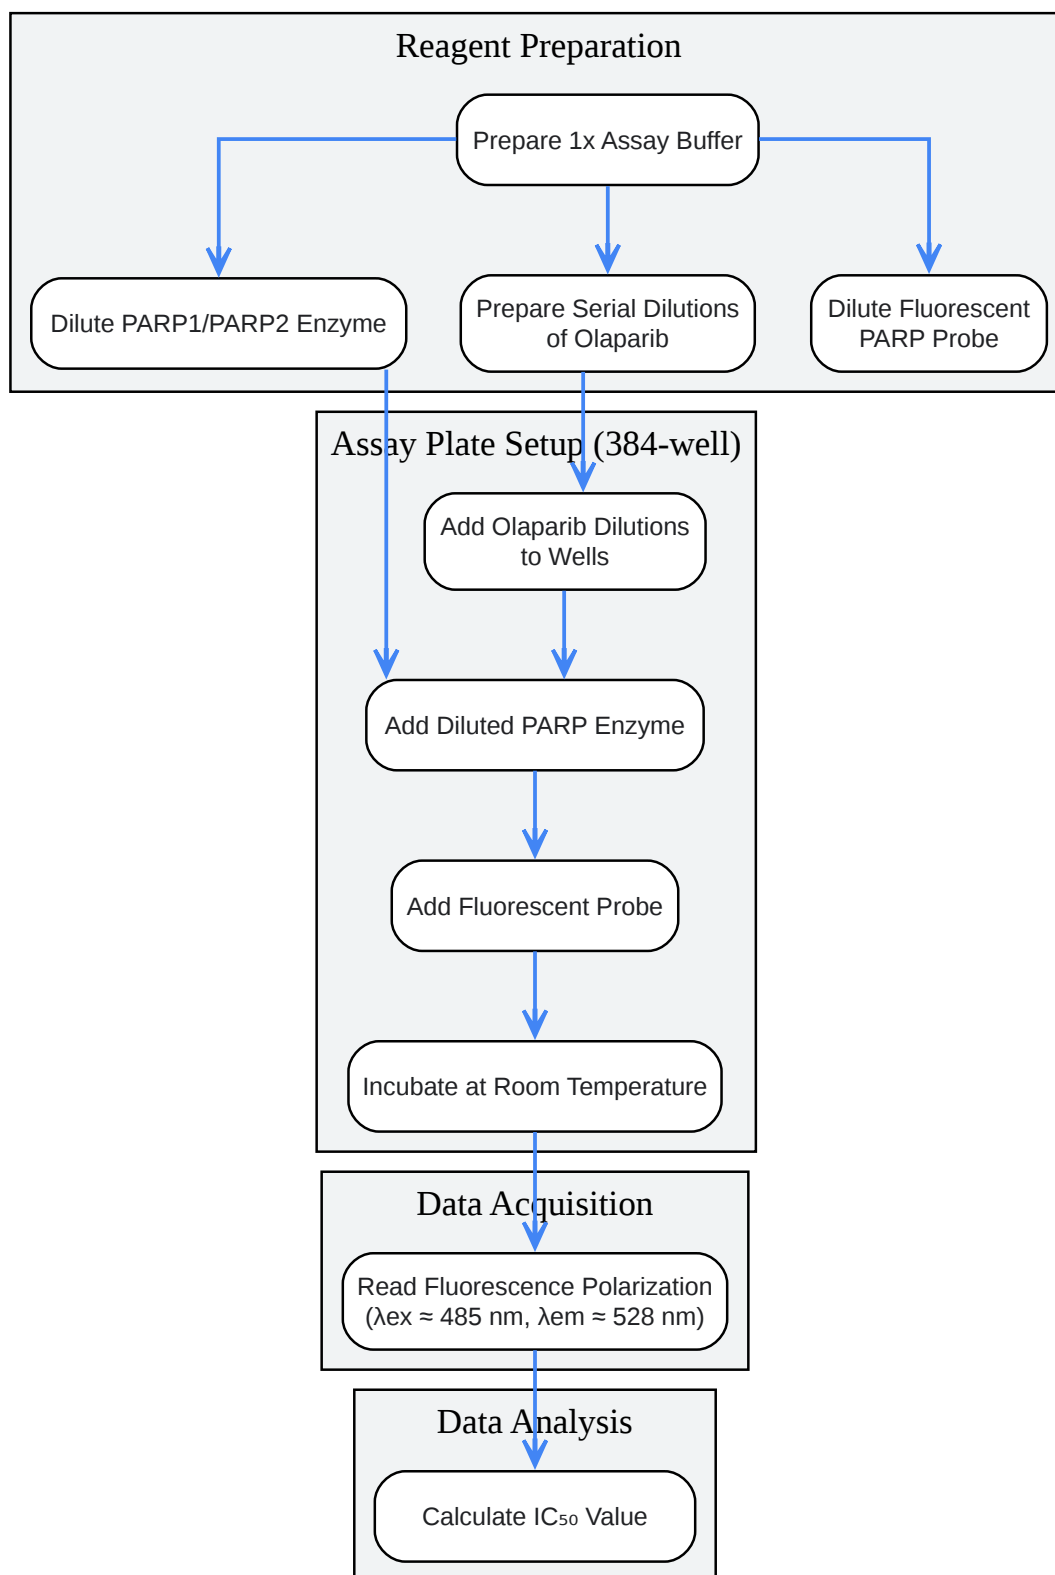 Reagent Preparation
Prepare 1x Assay Buffer
Dilute PARP1/PARP2 Enzyme
Prepare Serial Dilutions
of Olaparib
Dilute Fluorescent
PARP Probe
Assay Plate Setup (384-well)
Add Olaparib Dilutions
to Wells
Add Diluted PARP Enzyme
Add Fluorescent Probe
Incubate at Room Temperature
Data Acquisition
Read Fluorescence Polarization
(λex ≈ 485 nm, λem ≈ 528 nm)
Data Analysis
Calculate IC₅₀ Value